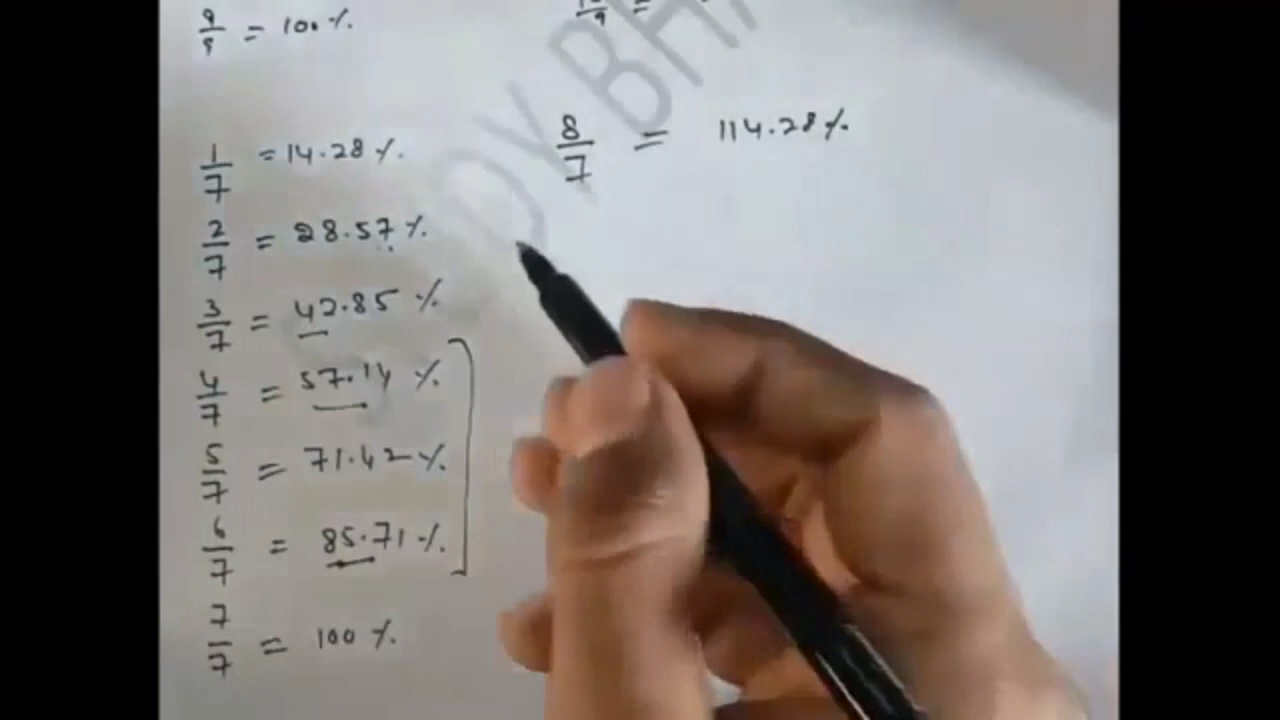 9/9 = 100%
1/7 = 14.28%
8/7 = 114.28%
2/7 = 28.57%
3/7 = 42.85%
4/7 = 57.14%
5/7 = 71.42%
6/7 = 85.71%
7/7 = 100%